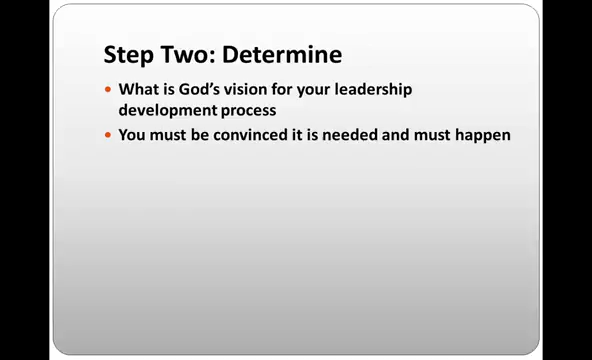 Step Two: Determine
• What is God's vision for your leadership
development process
• You must be convinced it is needed and must happen